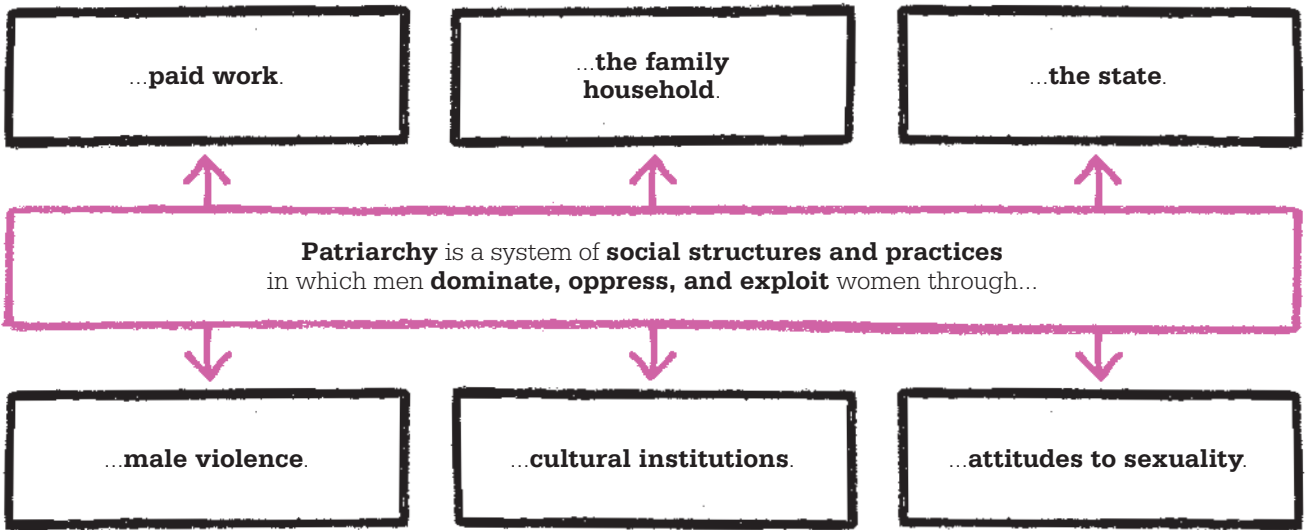 ...paid work.
...the family
household.
...the state.
Patriarchy is a system of social structures and practices
in which men dominate, oppress, and exploit women through...
...male violence.
...cultural institutions.
...attitudes to sexuality.